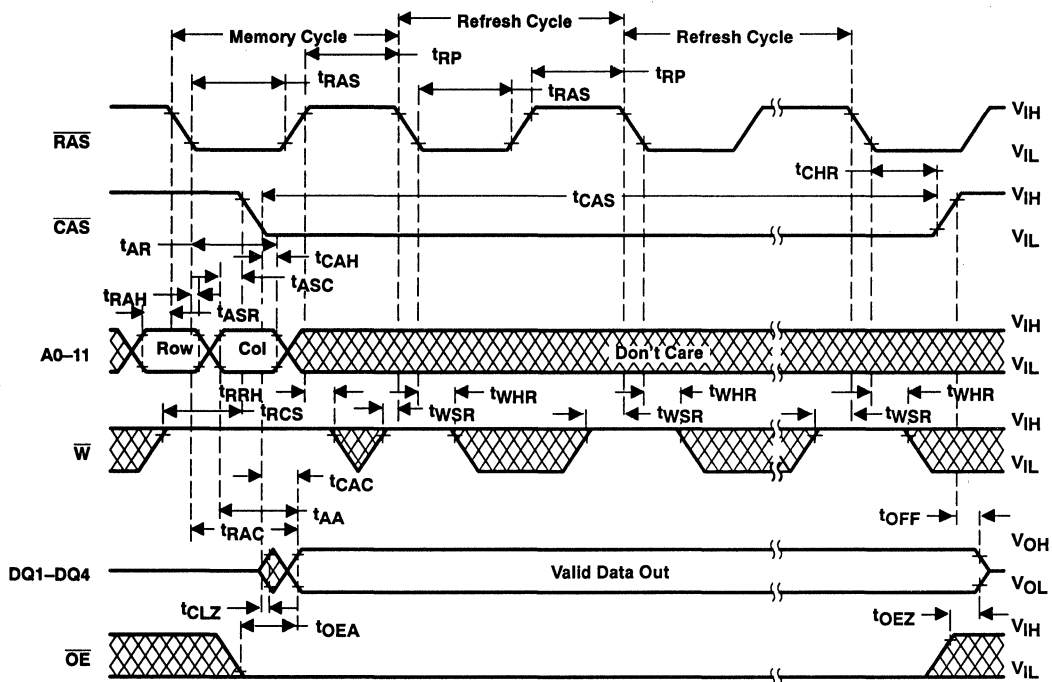 Refresh Cycle
Memory Cycle
Refresh Cycle
tRP
tRP
tRAS
tRAS
VIH
RAS
VIL
tCHR
tCAS
VIH
CAS
VIL
tAR
tCAH
tASC
tRAH
tASR
VIH
A0–11
Row
Col
Don't Care
VIL
tRRH
tWHR
tWHR
tWHR
tRCS
tWSR
tWSR
tWSR
VIH
W
VIL
tCAC
tAA
tOFF
tRAC
VOH
DQ1–DQ4
Valid Data Out
VOL
tCLZ
tOEA
tOEZ
VIH
OE
VIL